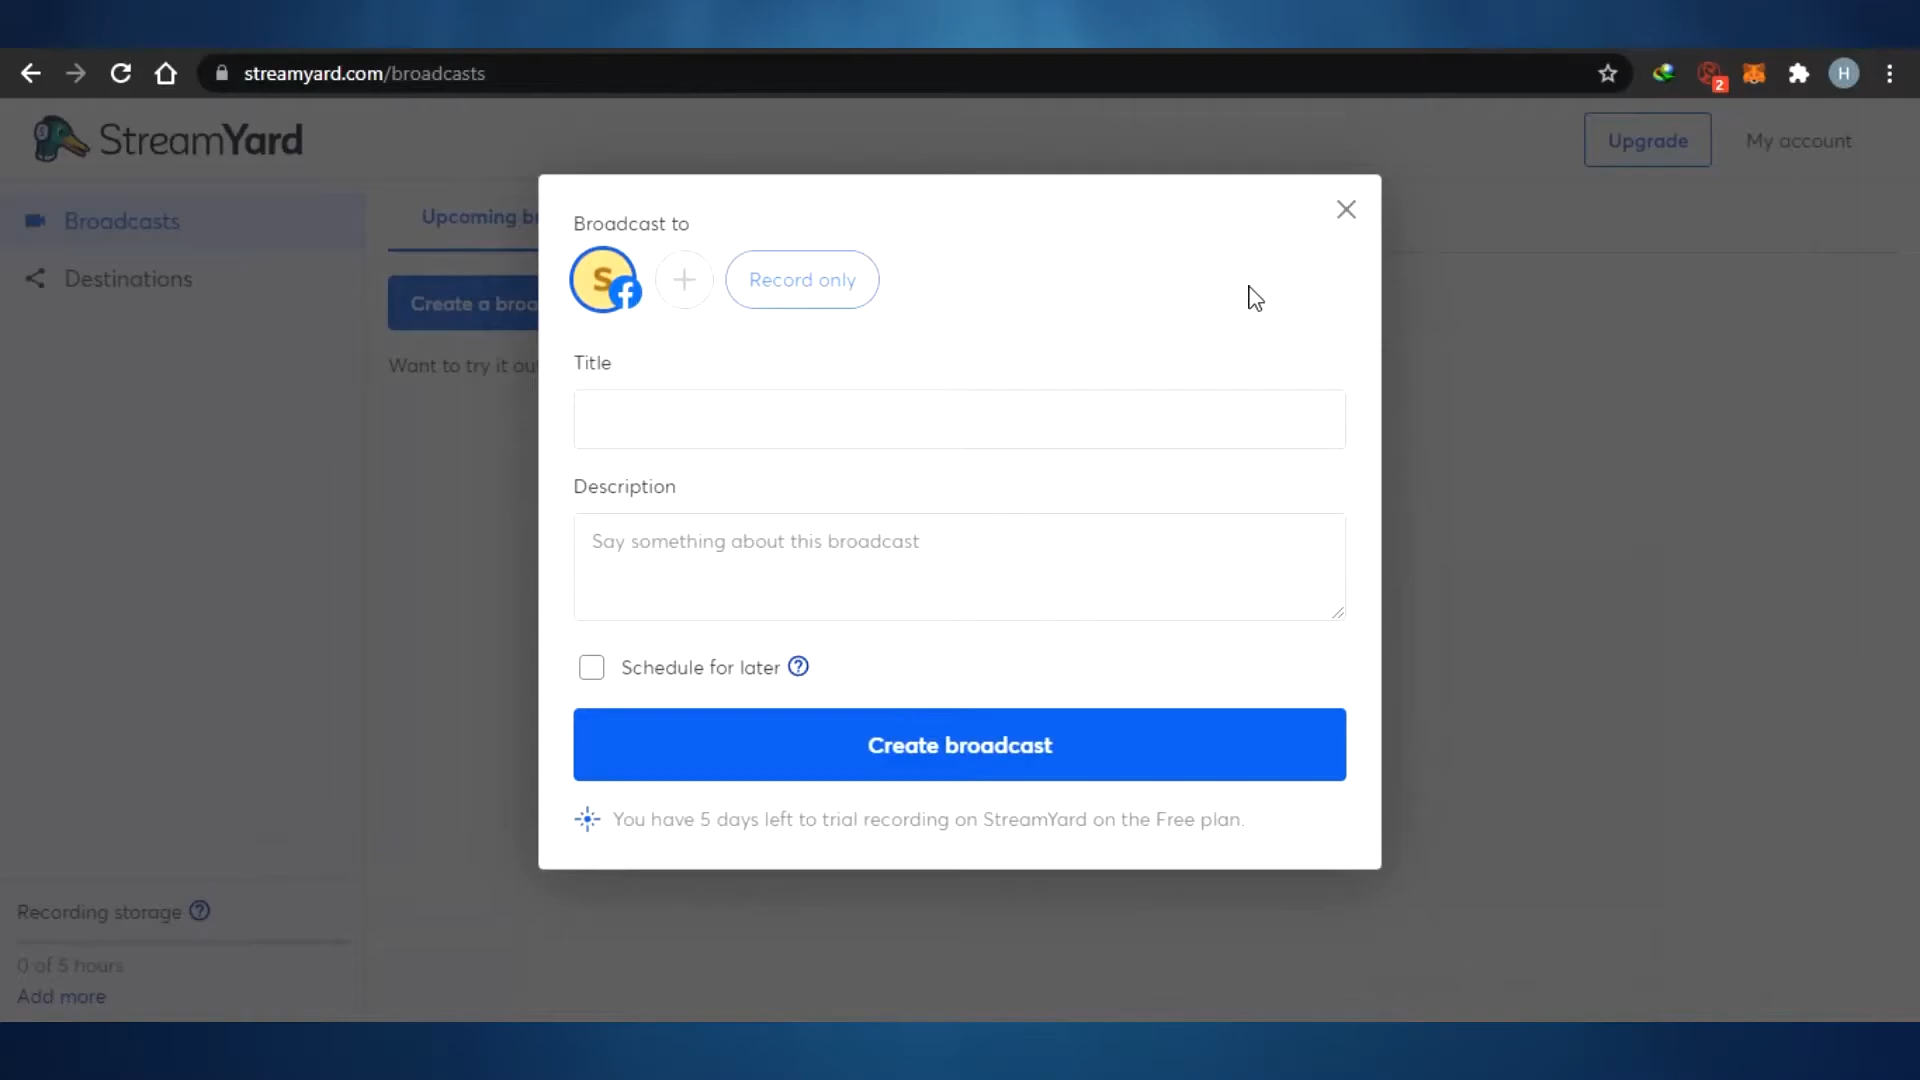 streamyard.com/broadcasts
2
H
StreamYard
Upgrade
My account
Broadcasts
Destinations
Upcoming br
Create a broa
Want to try it ou
Broadcast to
S
Record only
Title
Description
Say something about this broadcast
Schedule for later ?
Create broadcast
You have 5 days left to trial recording on StreamYard on the Free plan.
Recording storage ?
0 of 5 hours
Add more